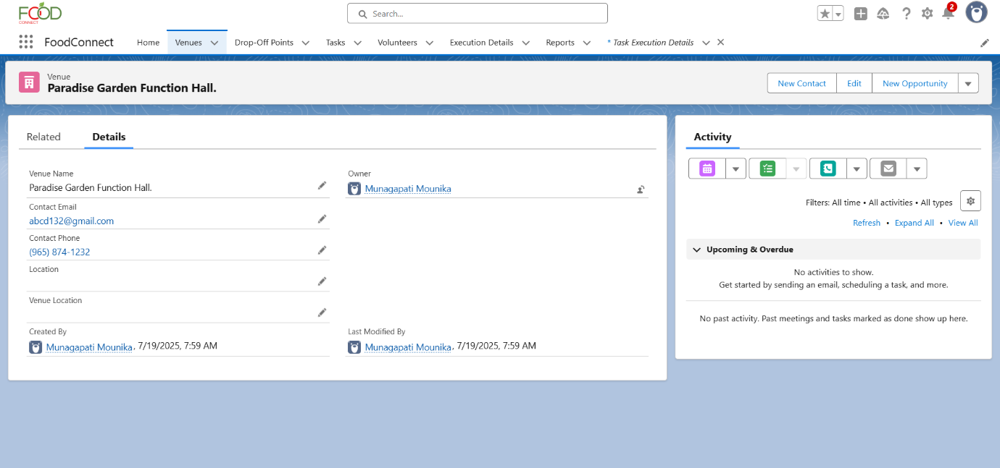 FOOD
CONNECT
Search...
2
FoodConnect
Home
Venues
Drop-Off Points
Tasks
Volunteers
Execution Details
Reports
* Task Execution Details
Venue
Paradise Garden Function Hall.
New Contact
Edit
New Opportunity
Related
Details
Venue Name
Paradise Garden Function Hall.
Owner
Munagapati Mounika
Contact Email
abcd132@gmail.com
Contact Phone
(965) 874-1232
Location
Venue Location
Created By
Munagapati Mounika, 7/19/2025, 7:59 AM
Last Modified By
Munagapati Mounika, 7/19/2025, 7:59 AM
Activity
Filters: All time • All activities • All types
Refresh • Expand All • View All
Upcoming & Overdue
No activities to show.
Get started by sending an email, scheduling a task, and more.
No past activity. Past meetings and tasks marked as done show up here.